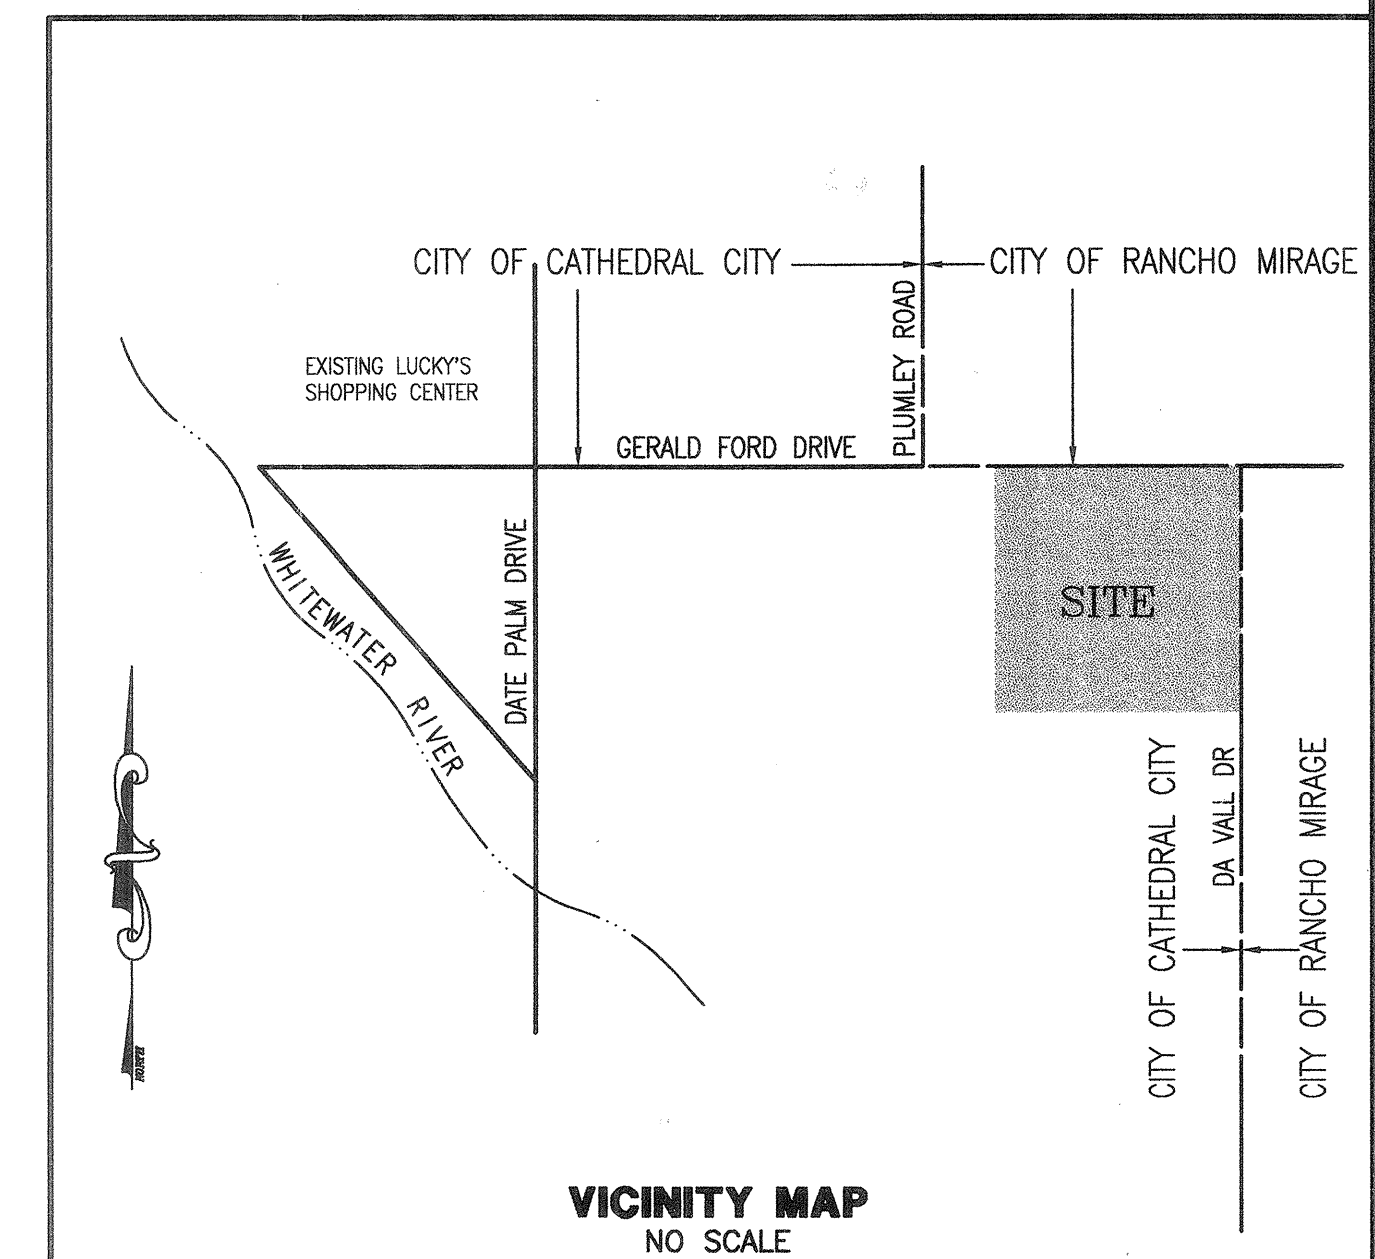 CITY OF CATHEDRAL CITY
CITY OF RANCHO MIRAGE
PLUMLEY ROAD
EXISTING LUCKY'S
SHOPPING CENTER
GERALD FORD DRIVE
DATE PALM DRIVE
WHITEWATER RIVER
SITE
CITY OF CATHEDRAL CITY
DA VALL DR
CITY OF RANCHO MIRAGE
NORTH
VICINITY MAP
NO SCALE